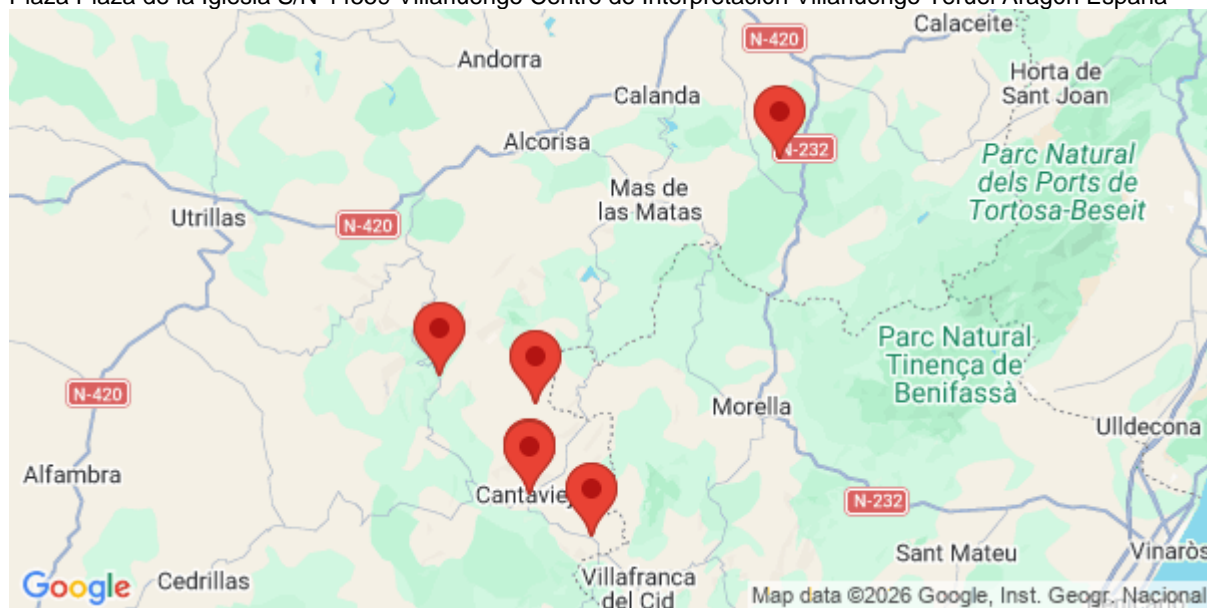 Plaza Plaza de la Iglesia S/N 44559 Villarluengo Centro de Interpretación Villarluengo Teruel Aragón España
Calaceite
N-420
Andorra
Horta de
Sant Joan
Calanda
Alcorisa
N-232
Parc Natural
dels Ports de
Tortosa-Beseit
Mas de
las Matas
Utrillas
N-420
Parc Natural
Tinença de
Benifassà
N-420
Morella
Ulldecona
Alfambra
Cantaviej
N-232
Sant Mateu
Vinaròs
Villafranca
del Cid
Cedrillas
Google
Map data ©2026 Google, Inst. Geogr. Nacional